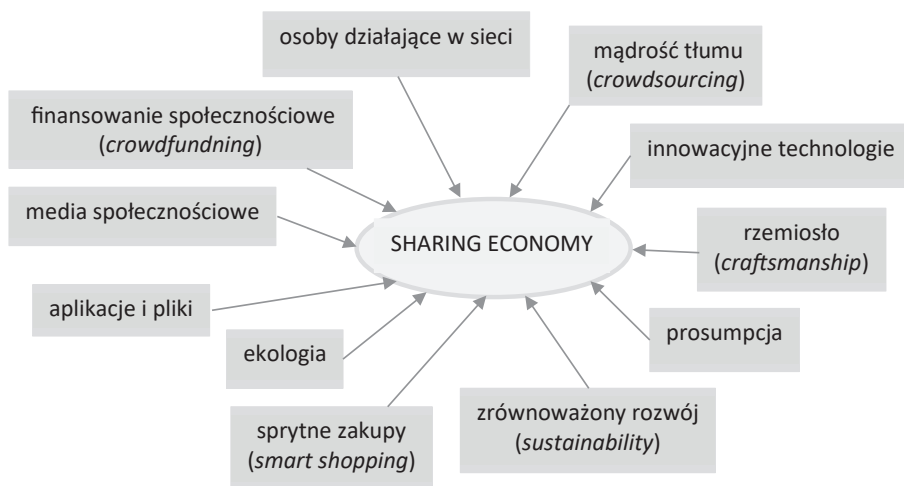 osoby działające w sieci
mądrość tłumu
(crowdsourcing)
finansowanie społecznościowe
(crowdfundning)
innowacyjne technologie
media społecznościowe
SHARING ECONOMY
rzemiosło
(craftsmanship)
aplikacje i pliki
prosumpcja
ekologia
sprytne zakupy
(smart shopping)
zrównoważony rozwój
(sustainability)